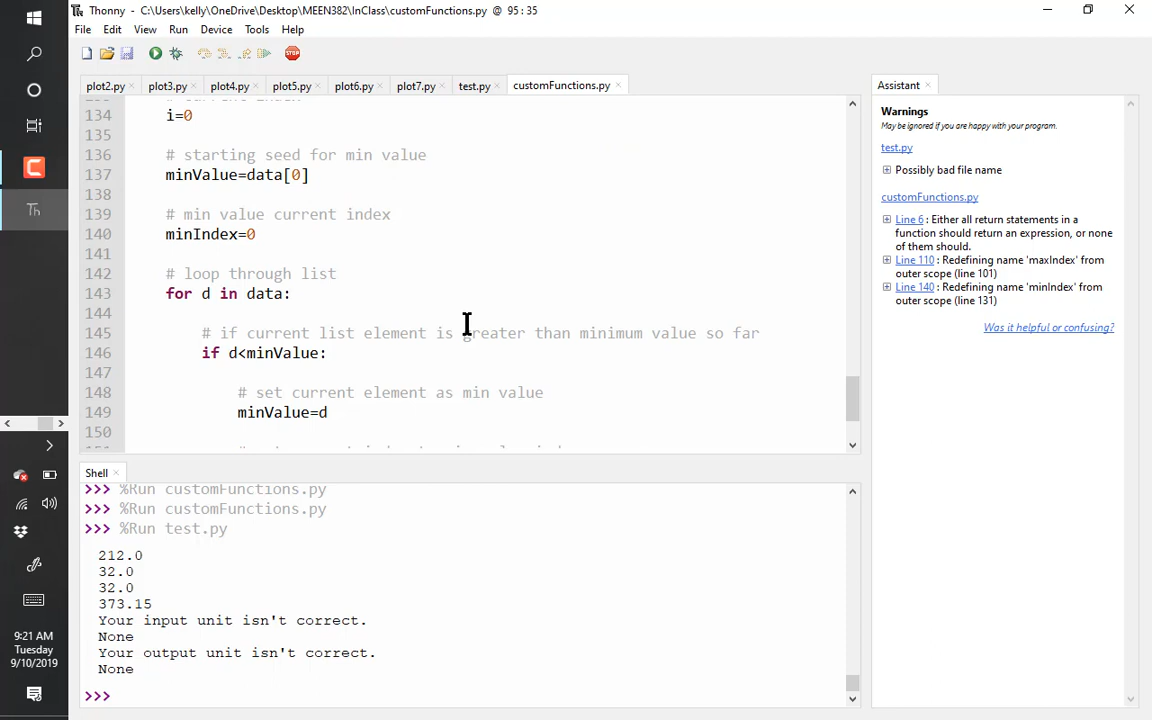 Thonny - C:\Users\kelly\OneDrive\Desktop\MEEN382\InClass\customFunctions.py @ 95:35
File Edit View Run Device Tools Help
plot2.py × plot3.py × plot4.py × plot5.py × plot6.py × plot7.py × test.py × customFunctions.py ×
134 i=0
135
136 # starting seed for min value
137 minValue=data[0]
138
139 # min value current index
140 minIndex=0
141
142 # loop through list
143 for d in data:
144
145 # if current list element is greater than minimum value so far
146 if d<minValue:
147
148 # set current element as min value
149 minValue=d
150
Shell ×
>>> %Run customFunctions.py
>>> %Run customFunctions.py
>>> %Run test.py
212.0
32.0
32.0
373.15
Your input unit isn't correct.
None
Your output unit isn't correct.
None
>>>
Assistant ×
Warnings
May be ignored if you are happy with your program.
test.py
Possibly bad file name
customFunctions.py
Line 6 : Either all return statements in a
function should return an expression, or none
of them should.
Line 110 : Redefining name 'maxIndex' from
outer scope (line 101)
Line 140 : Redefining name 'minIndex' from
outer scope (line 131)
Was it helpful or confusing?
Th
9:21 AM
Tuesday
9/10/2019